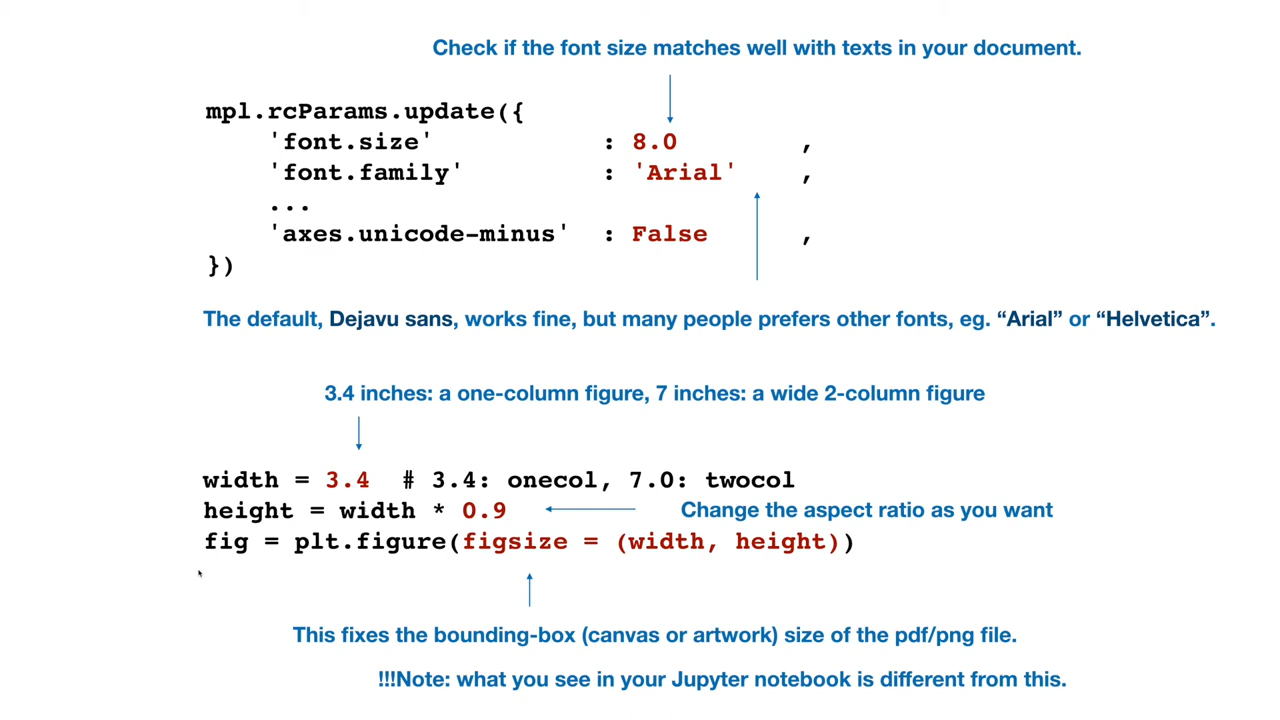 Check if the font size matches well with texts in your document.
mpl.rcParams.update({
'font.size' : 8.0 ,
'font.family' : 'Arial' ,
...
'axes.unicode-minus' : False ,
})
The default, Dejavu sans, works fine, but many people prefers other fonts, eg. “Arial” or “Helvetica”.
3.4 inches: a one-column figure, 7 inches: a wide 2-column figure
width = 3.4 # 3.4: onecol, 7.0: twocol
height = width * 0.9 Change the aspect ratio as you want
fig = plt.figure(figsize = (width, height))
This fixes the bounding-box (canvas or artwork) size of the pdf/png file.
!!!Note: what you see in your Jupyter notebook is different from this.